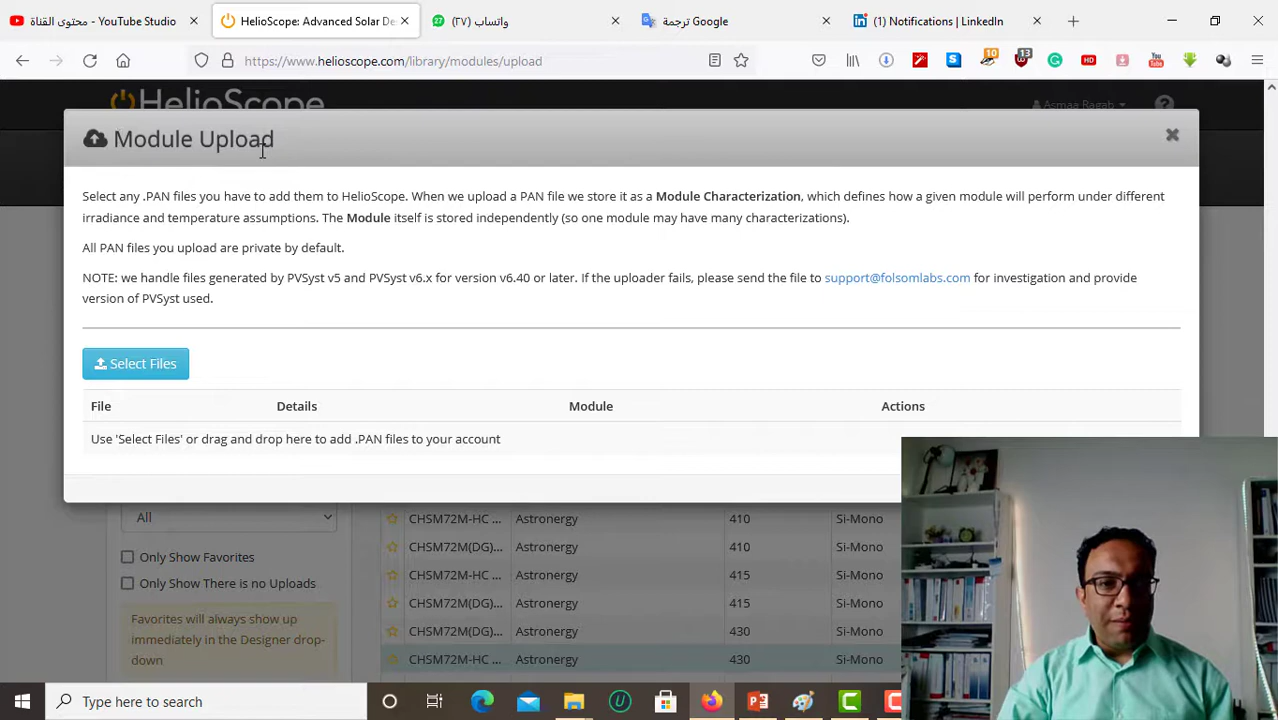 محتوى القناة - YouTube Studio
HelioScope: Advanced Solar De
واتساب (٢٧)
ترجمة Google
(1) Notifications | LinkedIn
https://www.helioscope.com/library/modules/upload
10
13
HelioScope
Asmaa Ragab
Module Upload
Select any .PAN files you have to add them to HelioScope. When we upload a PAN file we store it as a Module Characterization, which defines how a given module will perform under different
irradiance and temperature assumptions. The Module itself is stored independently (so one module may have many characterizations).
All PAN files you upload are private by default.
NOTE: we handle files generated by PVSyst v5 and PVSyst v6.x for version v6.40 or later. If the uploader fails, please send the file to support@folsomlabs.com for investigation and provide
version of PVSyst used.
Select Files
File Details Module Actions
Use 'Select Files' or drag and drop here to add .PAN files to your account
All
CHSM72M-HC ... Astronergy 410 Si-Mono
Only Show Favorites
CHSM72M(DG)... Astronergy 410 Si-Mono
CHSM72M-HC ... Astronergy 415 Si-Mono
Only Show There is no Uploads
CHSM72M(DG)... Astronergy 415 Si-Mono
Favorites will always show up
immediately in the Designer drop-
down
CHSM72M(DG)... Astronergy 430 Si-Mono
CHSM72M-HC ... Astronergy 430 Si-Mono
Type here to search